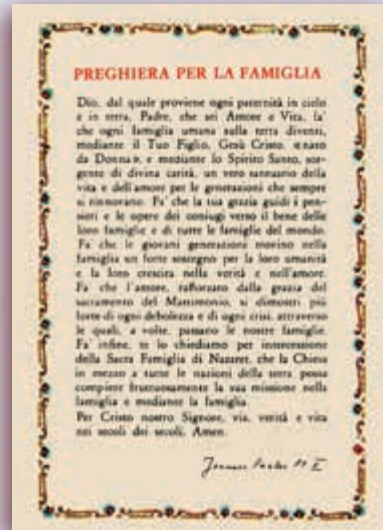 PREGHIERA PER LA FAMIGLIA
Dio, dal quale proviene ogni paternità in cielo
e in terra, Padre, che sei Amore e Vita, fa'
che ogni famiglia umana sulla terra diventi,
mediante il Tuo Figlio, Gesù Cristo, «nato
da Donna», e mediante lo Spirito Santo, sor-
gente di divina carità, un vero santuario della
vita e dell'amore per le generazioni che sempre
si rinnovano. Fa' che la tua grazia guidi i pen-
sieri e le opere dei coniugi verso il bene delle
loro famiglie e di tutte le famiglie del mondo.
Fa' che le giovani generazioni trovino nella
famiglia un forte sostegno per la loro umanità
e la loro crescita nella verità e nell'amore.
Fa che l'amore, rafforzato dalla grazia del
sacramento del Matrimonio, si dimostri più
forte di ogni debolezza e di ogni crisi, attraverso
le quali, a volte, passano le nostre famiglie.
Fa' infine, te lo chiediamo per intercessione
della Sacra Famiglia di Nazaret, che la Chiesa
in mezzo a tutte le nazioni della terra possa
compiere fruttuosamente la sua missione nella
famiglia e mediante la famiglia.
Per Cristo nostro Signore, via, verità e vita
nei secoli dei secoli. Amen.
Joannes Paulus PP II